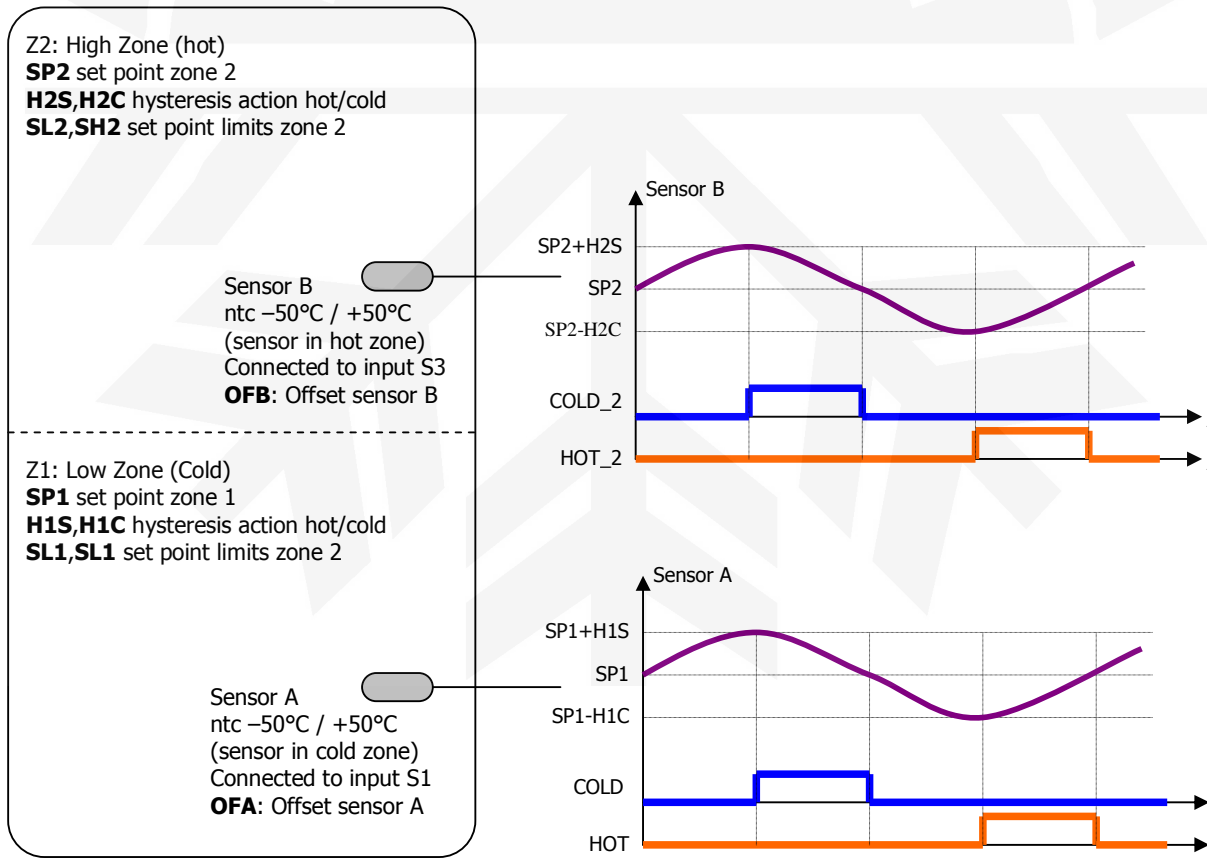 Z2: High Zone (hot)
SP2 set point zone 2
H2S,H2C hysteresis action hot/cold
SL2,SH2 set point limits zone 2
Sensor B
ntc –50°C / +50°C
(sensor in hot zone)
Connected to input S3
OFB: Offset sensor B
Sensor B
SP2+H2S
SP2
SP2-H2C
COLD_2
HOT_2
Z1: Low Zone (Cold)
SP1 set point zone 1
H1S,H1C hysteresis action hot/cold
SL1,SL1 set point limits zone 2
Sensor A
ntc –50°C / +50°C
(sensor in cold zone)
Connected to input S1
OFA: Offset sensor A
Sensor A
SP1+H1S
SP1
SP1-H1C
COLD
HOT